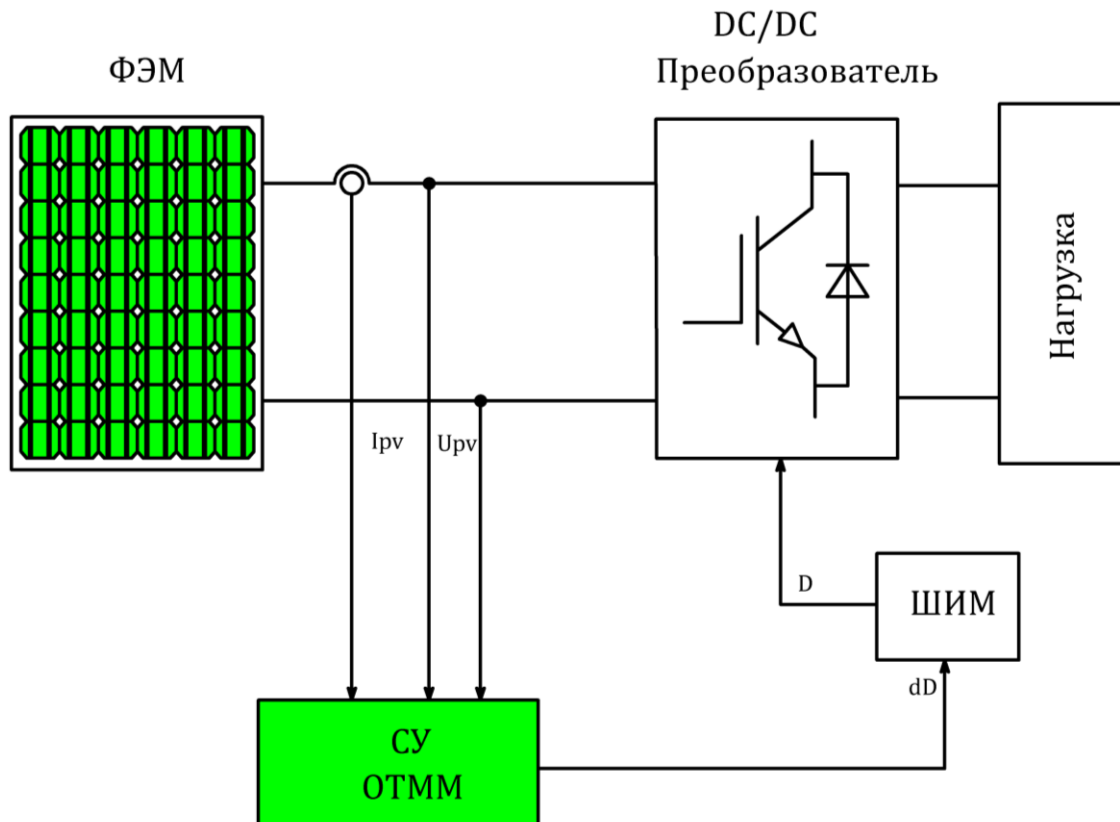 DC/DC
Преобразователь
ФЭМ
Нагрузка
Ipv
Upv
D
ШИМ
dD
СУ
ОТММ